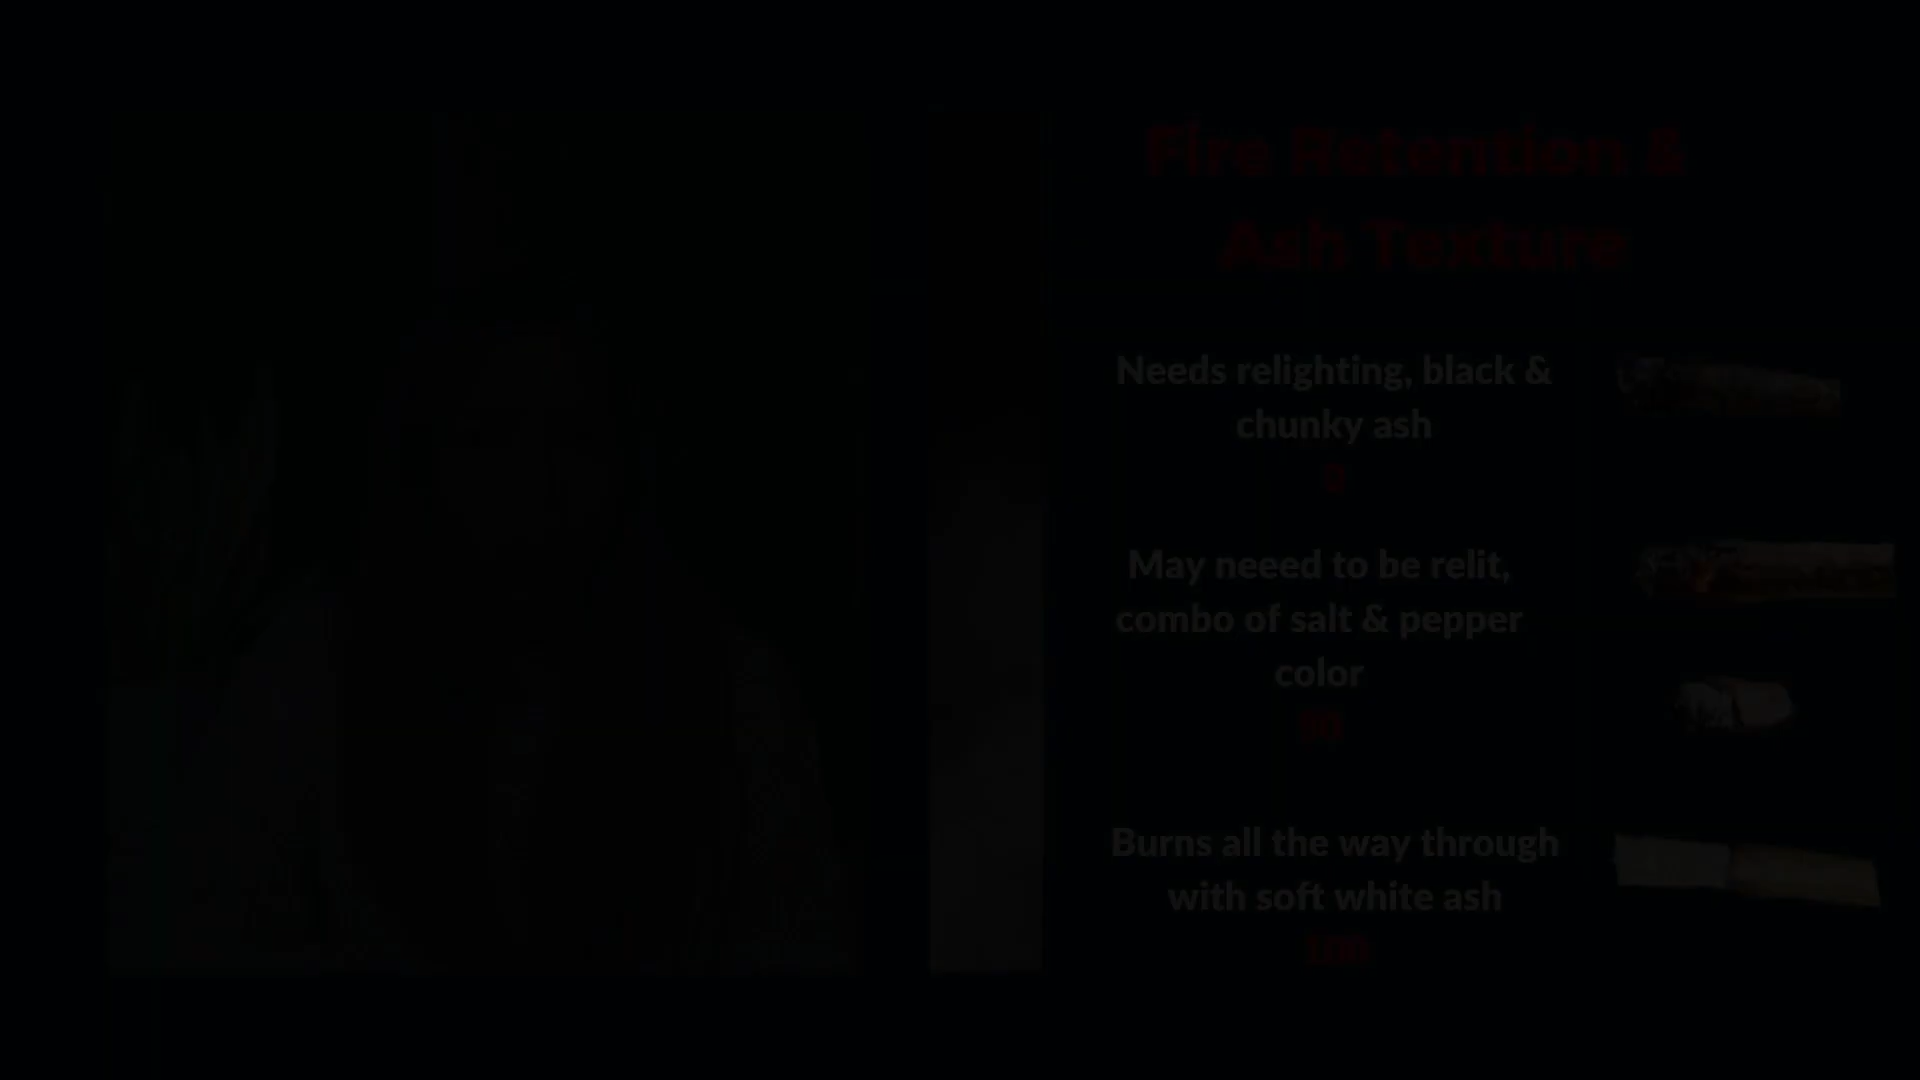 Fire Retention &
Ash Texture
Needs relighting, black &
chunky ash
May neeed to be relit,
combo of salt & pepper
color
50
Burns all the way through
with soft white ash
100